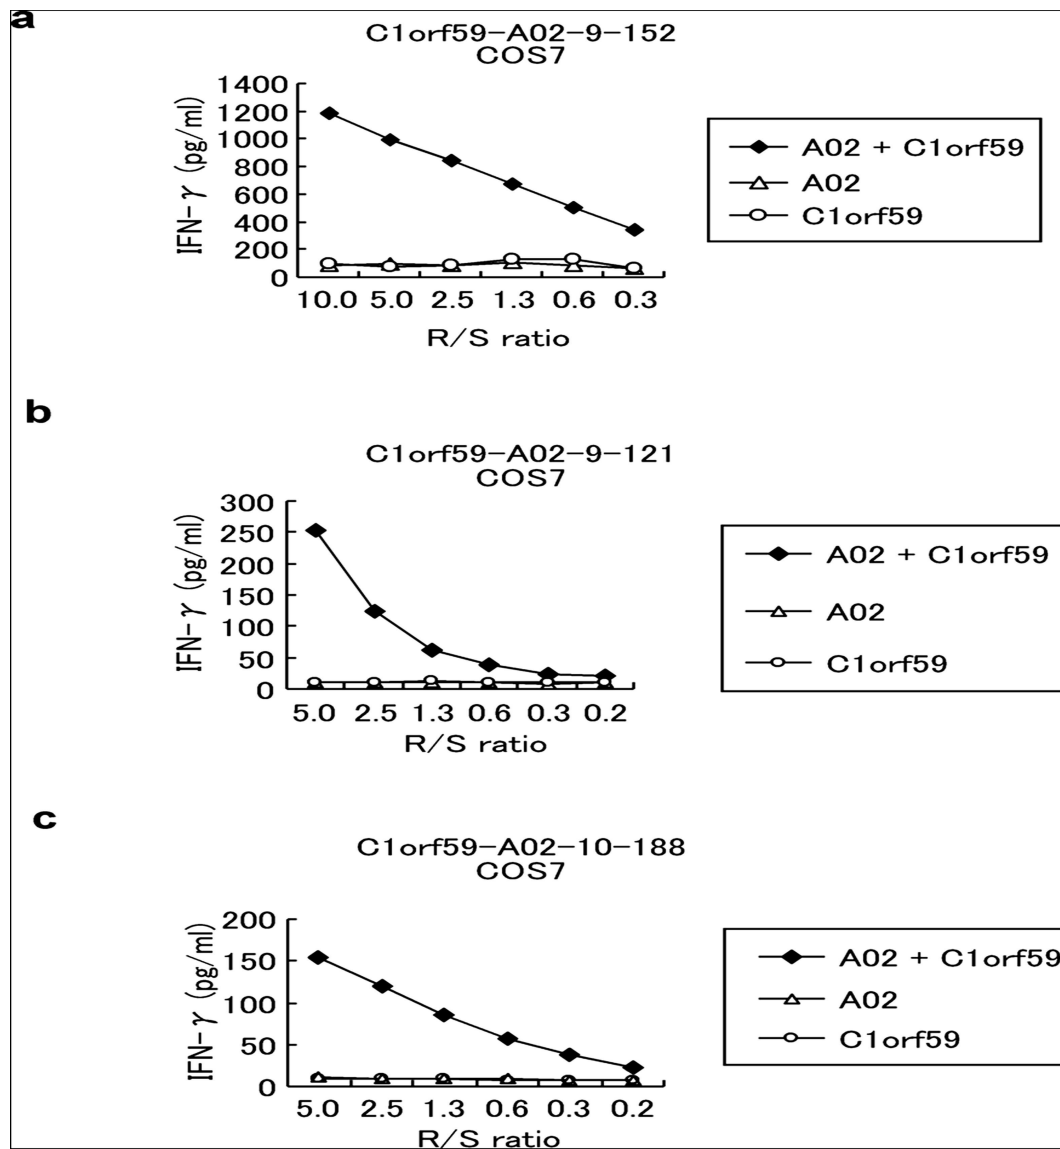 a
C1orf59-A02-9-152
COS7
1400
1200
1000
800
600
400
200
0
IFN-γ (pg/ml)
10.0 5.0 2.5 1.3 0.6 0.3
R/S ratio
A02 + C1orf59
A02
C1orf59
b
C1orf59-A02-9-121
COS7
300
250
200
150
100
50
0
IFN-γ (pg/ml)
5.0 2.5 1.3 0.6 0.3 0.2
R/S ratio
A02 + C1orf59
A02
C1orf59
c
C1orf59-A02-10-188
COS7
200
150
100
50
0
IFN-γ (pg/ml)
5.0 2.5 1.3 0.6 0.3 0.2
R/S ratio
A02 + C1orf59
A02
C1orf59